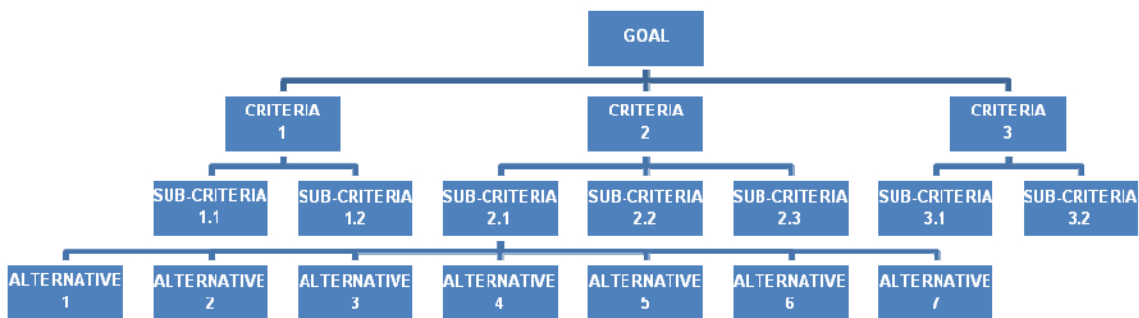 GOAL
CRITERIA
1
CRITERIA
2
CRITERIA
3
SUB-CRITERIA
1.1
SUB-CRITERIA
1.2
SUB-CRITERIA
2.1
SUB-CRITERIA
2.2
SUB-CRITERIA
2.3
SUB-CRITERIA
3.1
SUB-CRITERIA
3.2
ALTERNATIVE
1
ALTERNATIVE
2
ALTERNATIVE
3
ALTERNATIVE
4
ALTERNATIVE
5
ALTERNATIVE
6
ALTERNATIVE
7